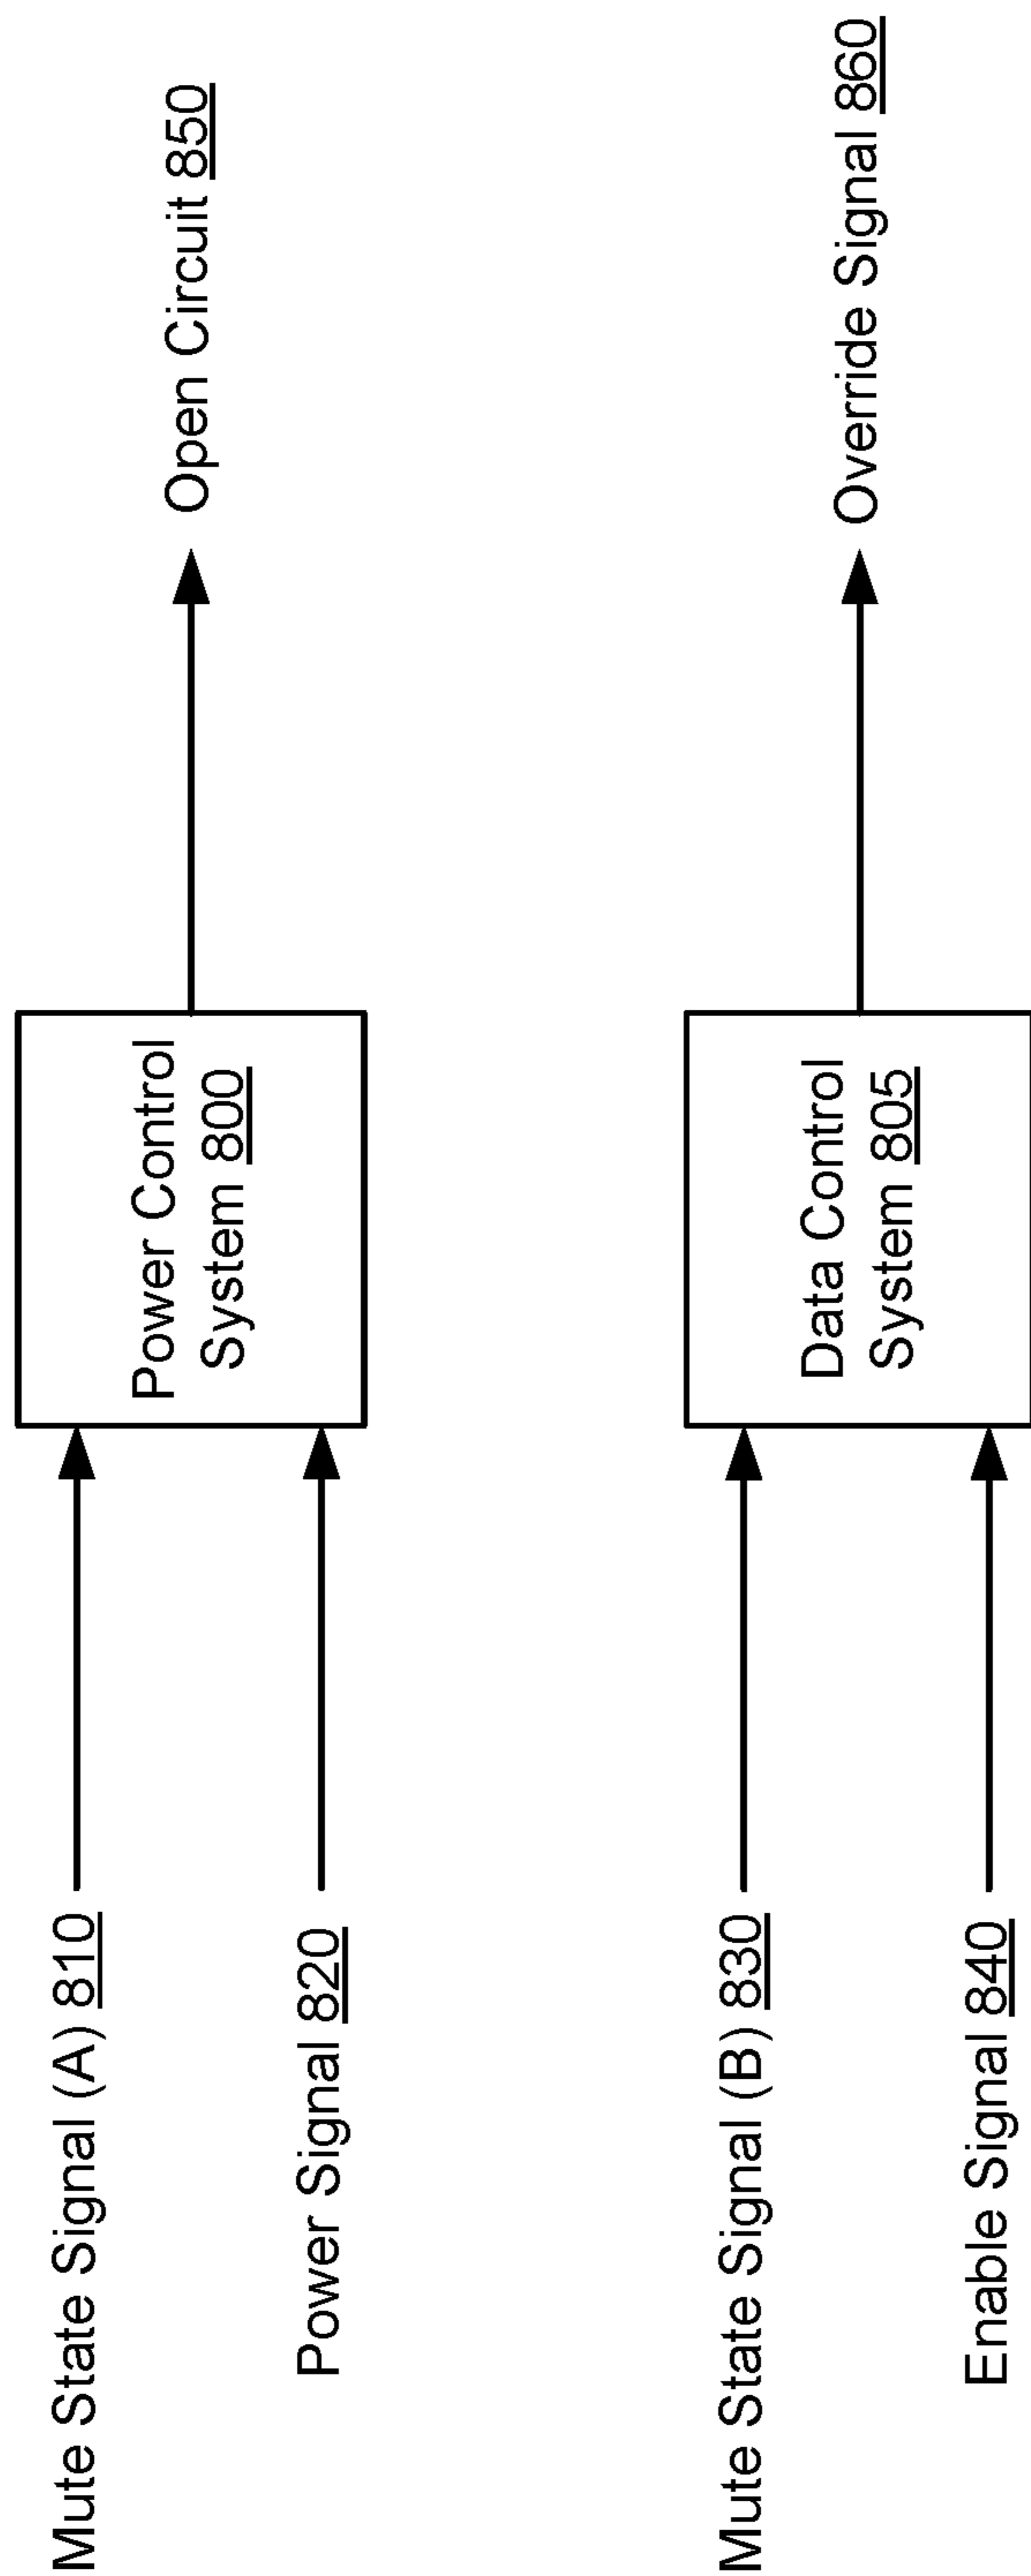 Mute State Signal (A) 810
Power Signal 820
Power Control
System 800
Open Circuit 850
Mute State Signal (B) 830
Enable Signal 840
Data Control
System 805
Override Signal 860